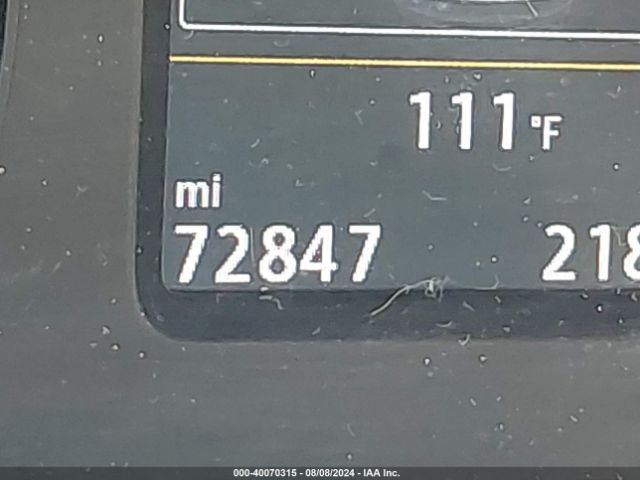 111 °F
mi
72847 218
000-40070315 - 08/08/2024 - IAA Inc.